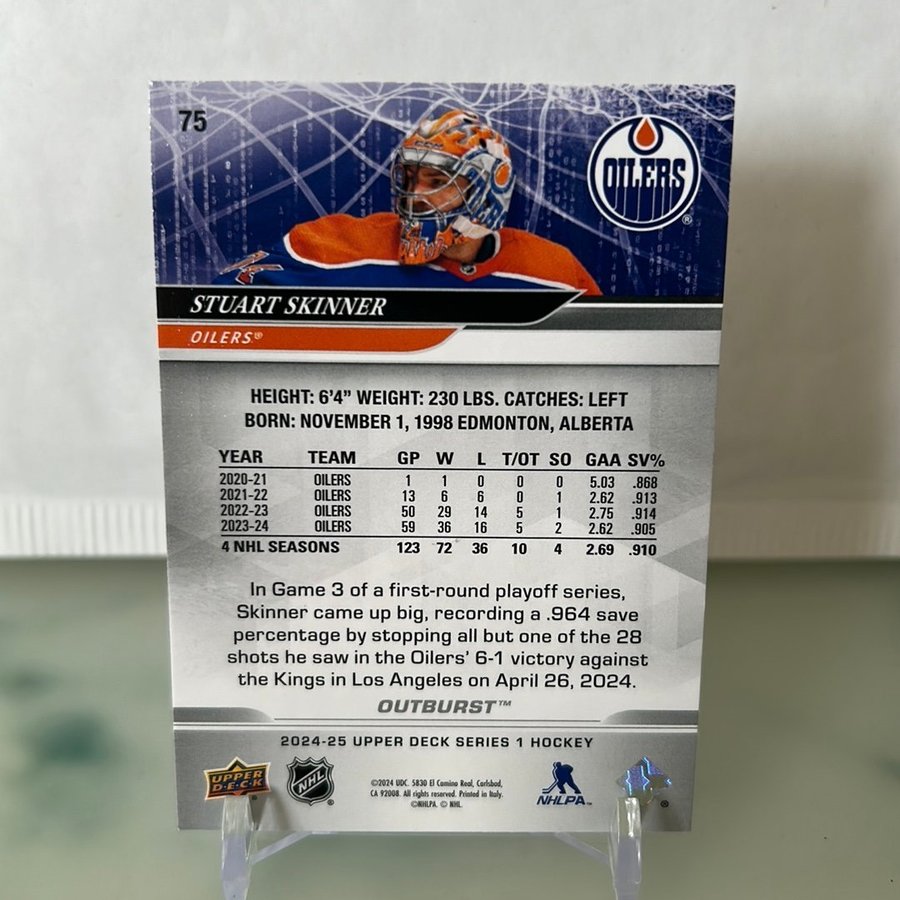 75
OILERS®
STUART SKINNER
OILERS®
HEIGHT: 6'4" WEIGHT: 230 LBS. CATCHES: LEFT
BORN: NOVEMBER 1, 1998 EDMONTON, ALBERTA
YEAR TEAM GP W L T/OT SO GAA SV%
2020-21 OILERS 1 1 0 0 0 5.03 .868
2021-22 OILERS 13 6 6 0 1 2.62 .913
2022-23 OILERS 50 29 14 5 1 2.75 .914
2023-24 OILERS 59 36 16 5 2 2.62 .905
4 NHL SEASONS 123 72 36 10 4 2.69 .910
In Game 3 of a first-round playoff series,
Skinner came up big, recording a .964 save
percentage by stopping all but one of the 28
shots he saw in the Oilers' 6-1 victory against
the Kings in Los Angeles on April 26, 2024.
OUTBURST™
2024-25 UPPER DECK SERIES 1 HOCKEY
UPPER
D·E·C·K
NHL
©2024 UDC. 5830 El Camino Real, Carlsbad,
CA 92008. All rights reserved. Printed in Italy.
©NHLPA. © NHL.
NHLPA™